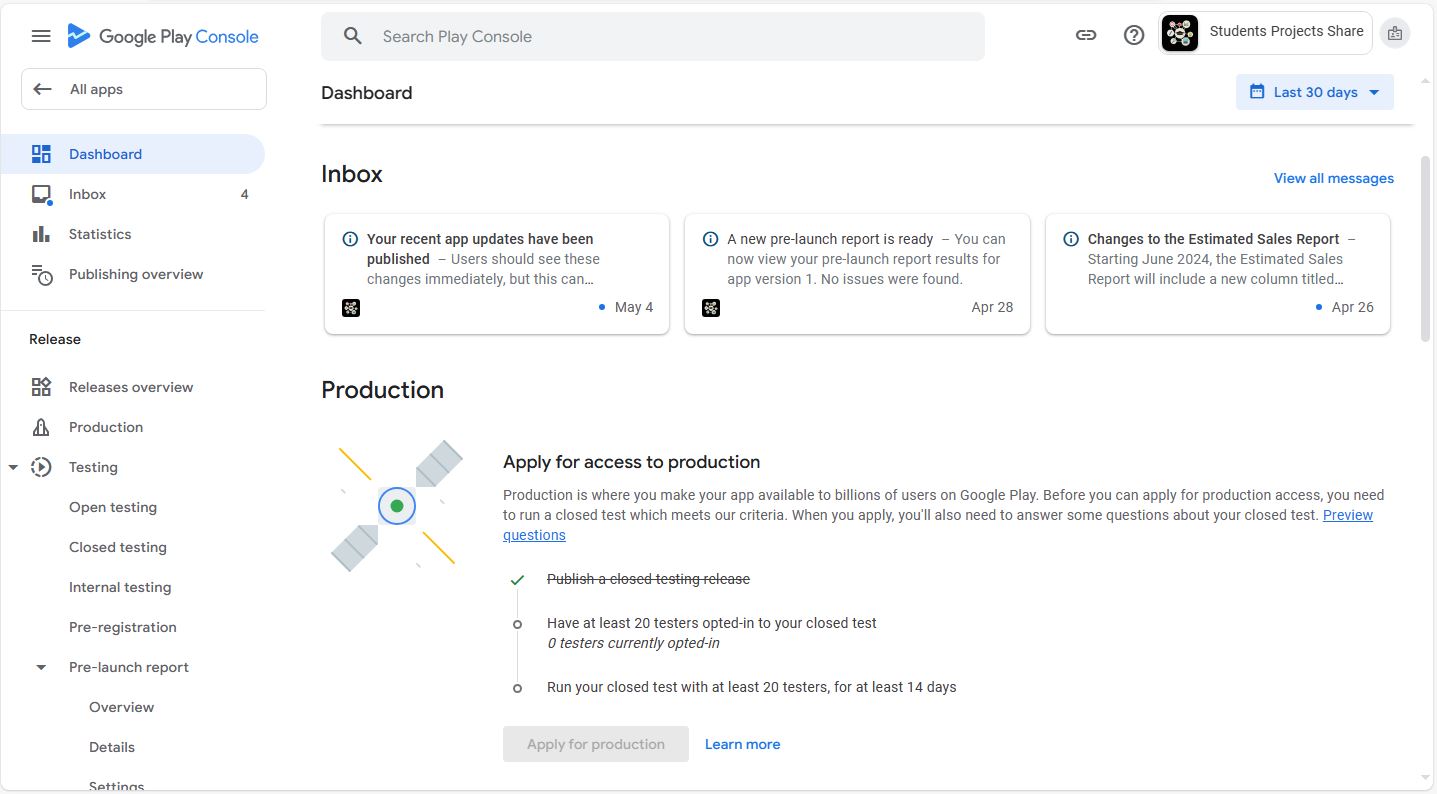 Google Play Console
Search Play Console
Students Projects Share
All apps
Dashboard
Last 30 days
Dashboard
Inbox 4
Statistics
Publishing overview
Release
Releases overview
Production
Testing
Open testing
Closed testing
Internal testing
Pre-registration
Pre-launch report
Overview
Details
Settings
Inbox
View all messages
Your recent app updates have been
published – Users should see these
changes immediately, but this can...
May 4
A new pre-launch report is ready – You can
now view your pre-launch report results for
app version 1. No issues were found.
Apr 28
Changes to the Estimated Sales Report –
Starting June 2024, the Estimated Sales
Report will include a new column titled...
Apr 26
Production
Apply for access to production
Production is where you make your app available to billions of users on Google Play. Before you can apply for production access, you need
to run a closed test which meets our criteria. When you apply, you'll also need to answer some questions about your closed test. Preview
questions
Publish a closed testing release
Have at least 20 testers opted-in to your closed test
0 testers currently opted-in
Run your closed test with at least 20 testers, for at least 14 days
Apply for production
Learn more